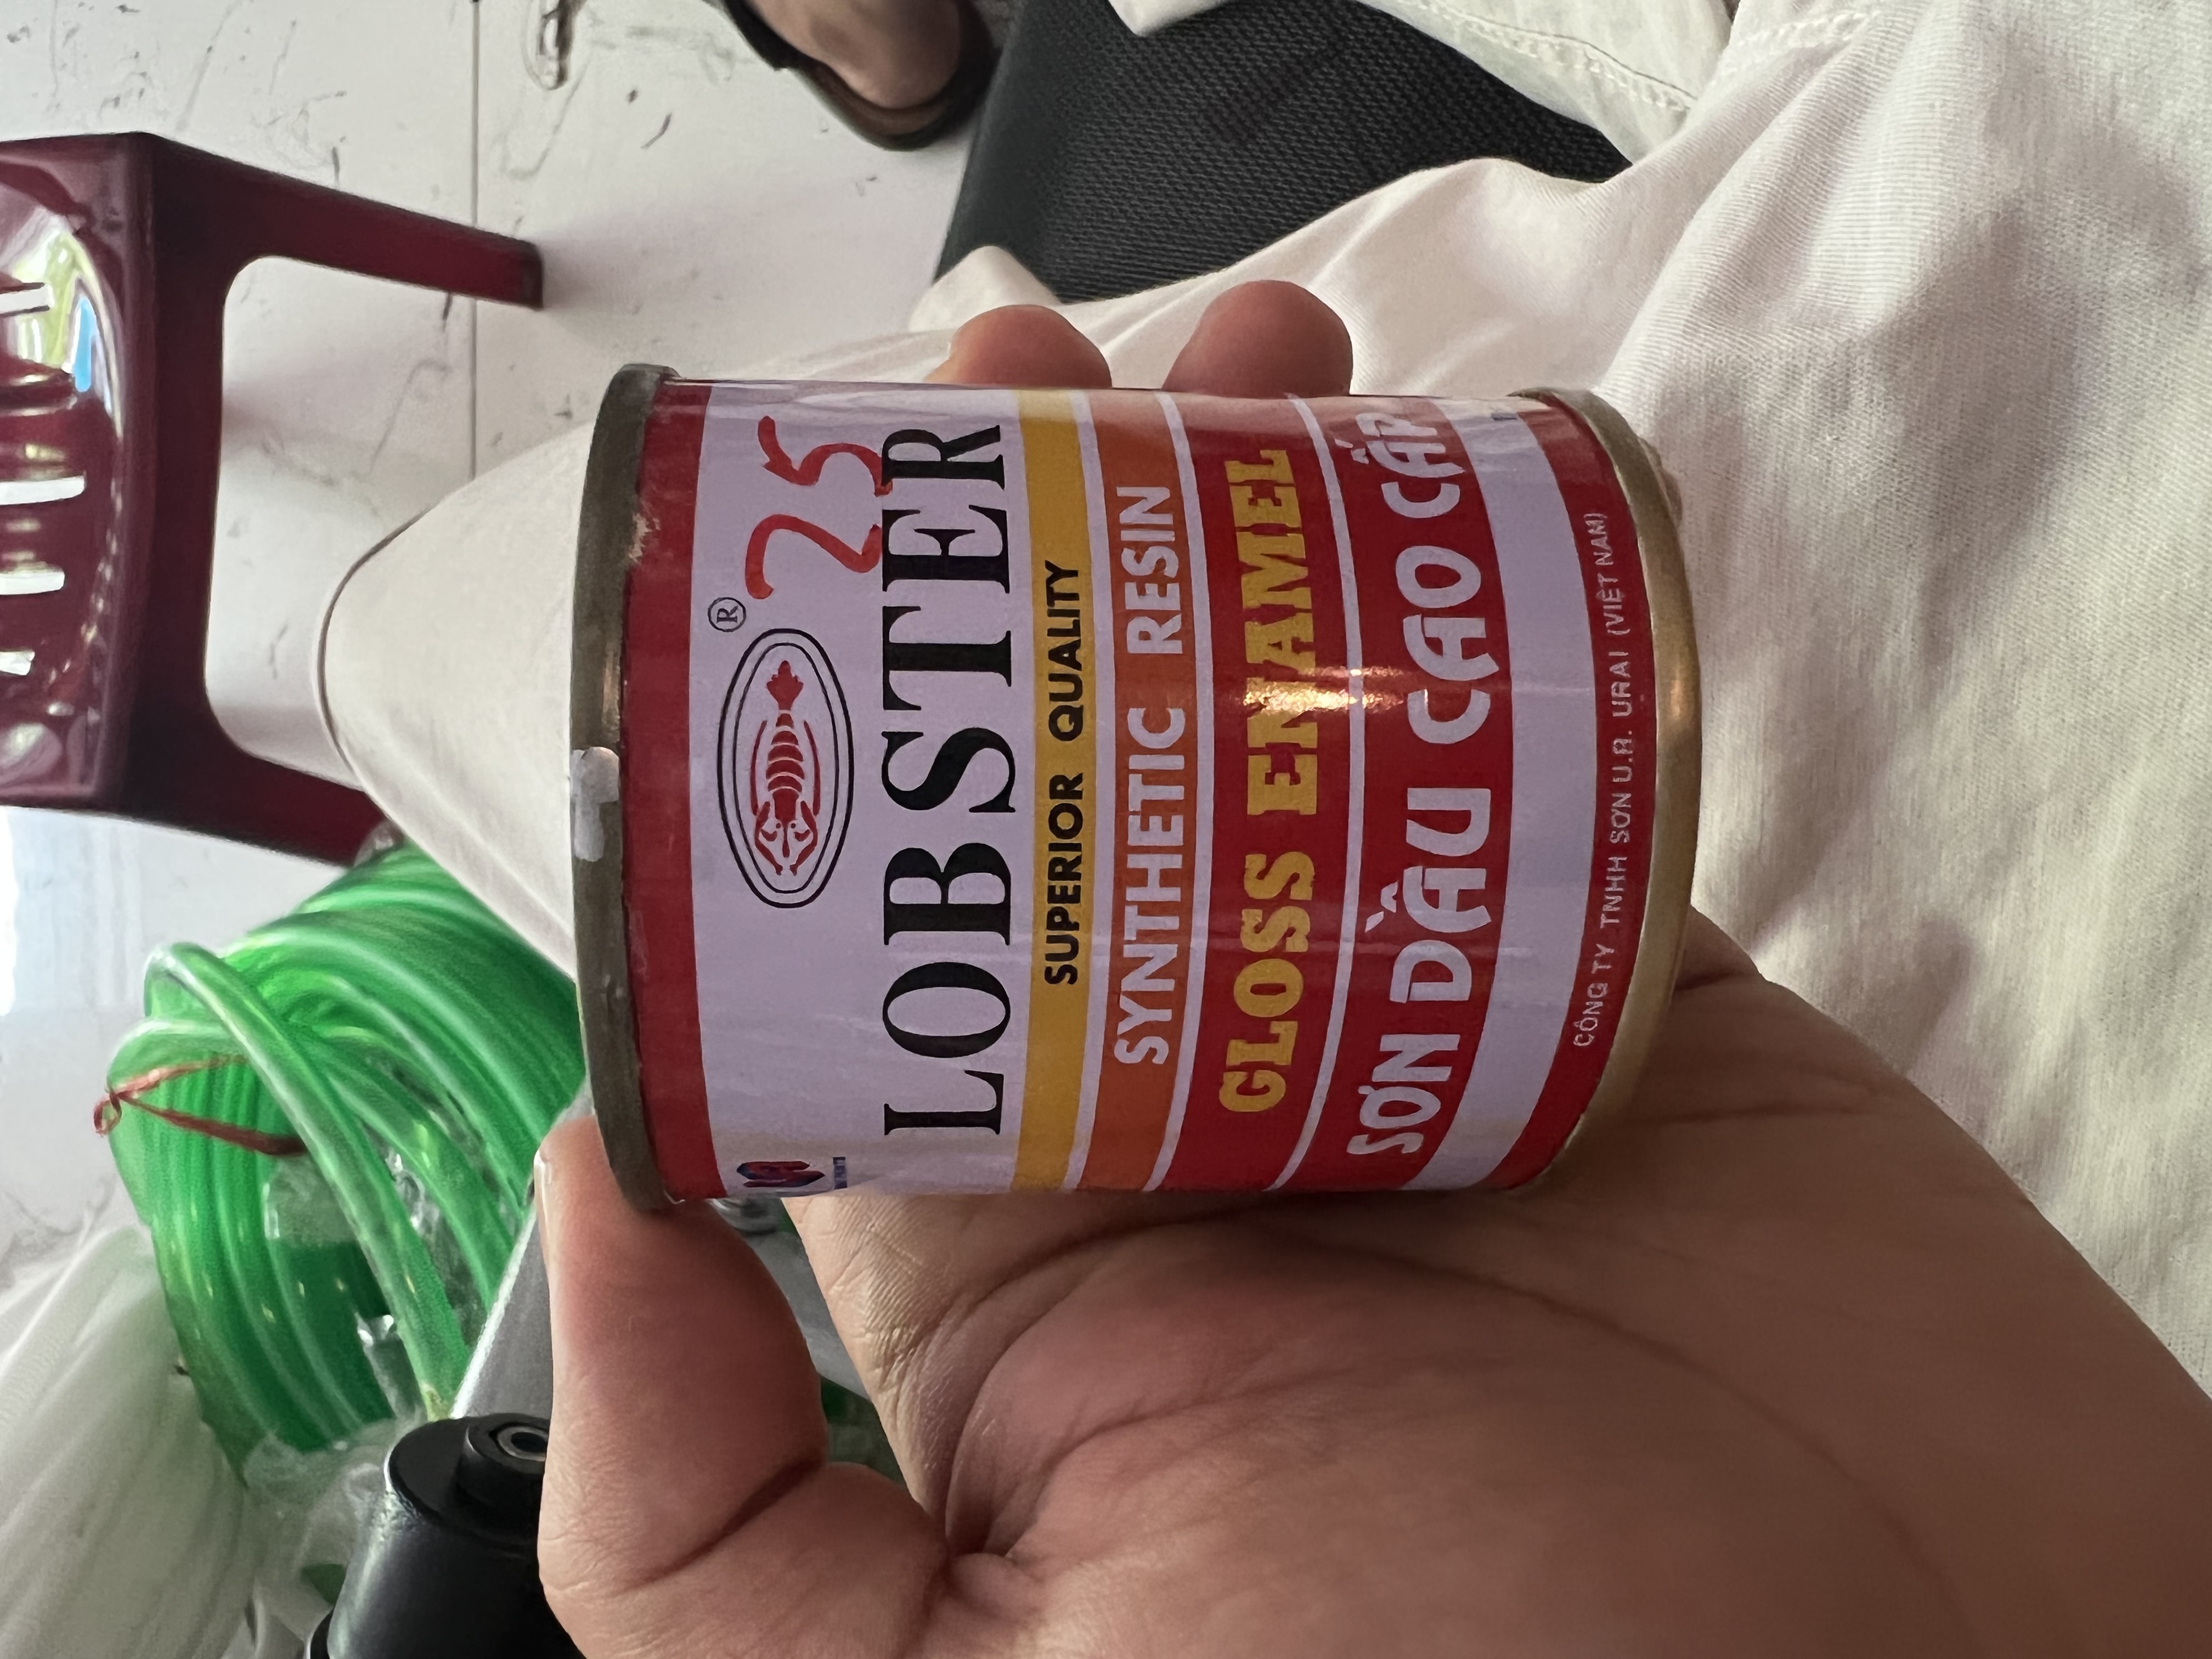 25
®
LOBSTER
SUPERIOR QUALITY
SYNTHETIC RESIN
GLOSS ENAMEL
SƠN DẦU CAO CẤP
CÔNG TY TNHH SƠN U.R. URAI (VIỆT NAM)